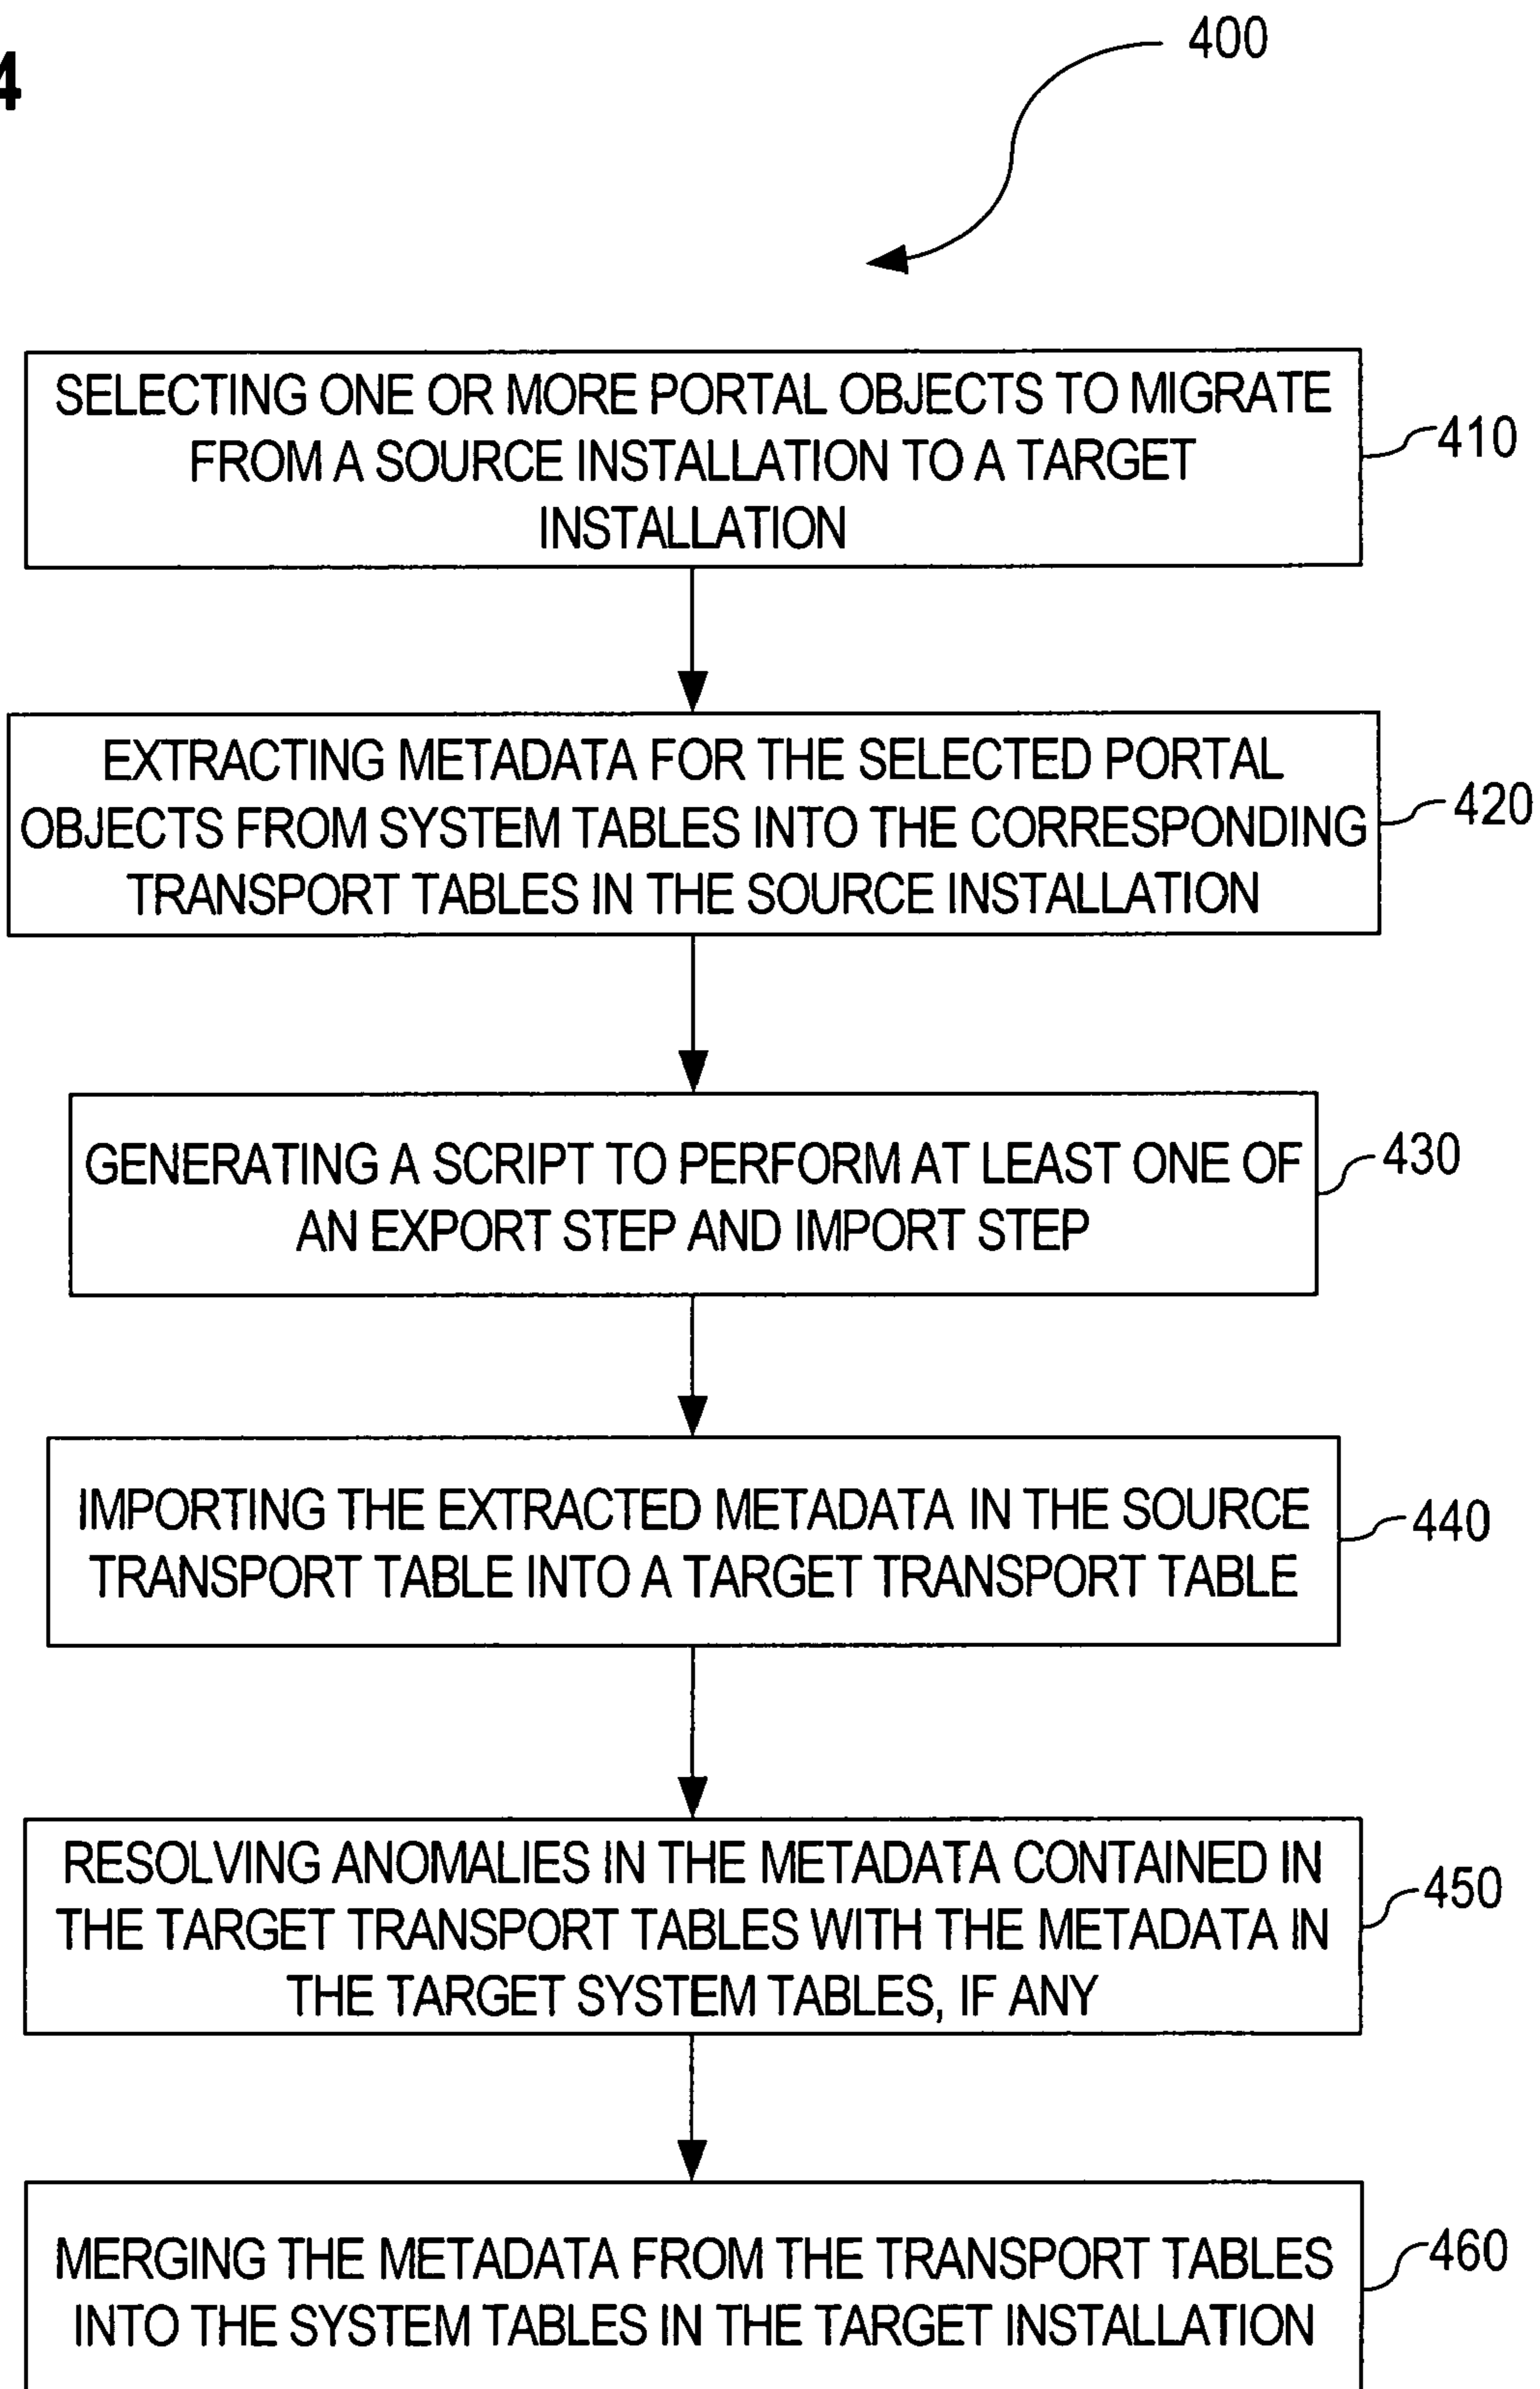 4
400
SELECTING ONE OR MORE PORTAL OBJECTS TO MIGRATE
FROM A SOURCE INSTALLATION TO A TARGET
INSTALLATION
410
EXTRACTING METADATA FOR THE SELECTED PORTAL
OBJECTS FROM SYSTEM TABLES INTO THE CORRESPONDING
TRANSPORT TABLES IN THE SOURCE INSTALLATION
420
GENERATING A SCRIPT TO PERFORM AT LEAST ONE OF
AN EXPORT STEP AND IMPORT STEP
430
IMPORTING THE EXTRACTED METADATA IN THE SOURCE
TRANSPORT TABLE INTO A TARGET TRANSPORT TABLE
440
RESOLVING ANOMALIES IN THE METADATA CONTAINED IN
THE TARGET TRANSPORT TABLES WITH THE METADATA IN
THE TARGET SYSTEM TABLES, IF ANY
450
MERGING THE METADATA FROM THE TRANSPORT TABLES
INTO THE SYSTEM TABLES IN THE TARGET INSTALLATION
460